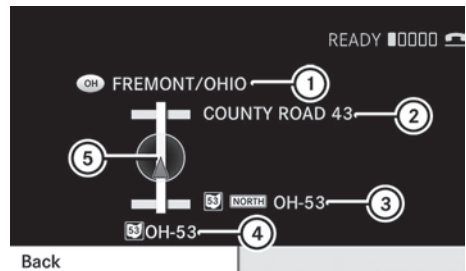 READY
OH FREMONT/OHIO 1
COUNTY ROAD 43 2
5
53 NORTH OH-53 3
53 OH-53 4
Back